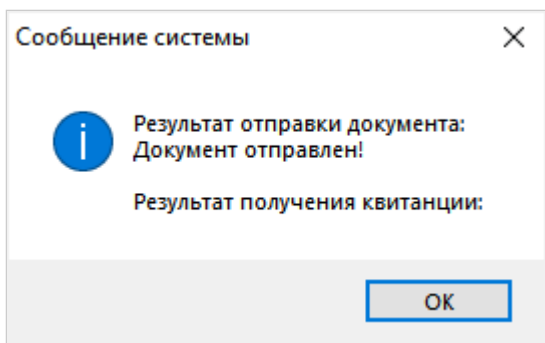 Сообщение системы
Результат отправки документа:
Документ отправлен!
Результат получения квитанции:
OK